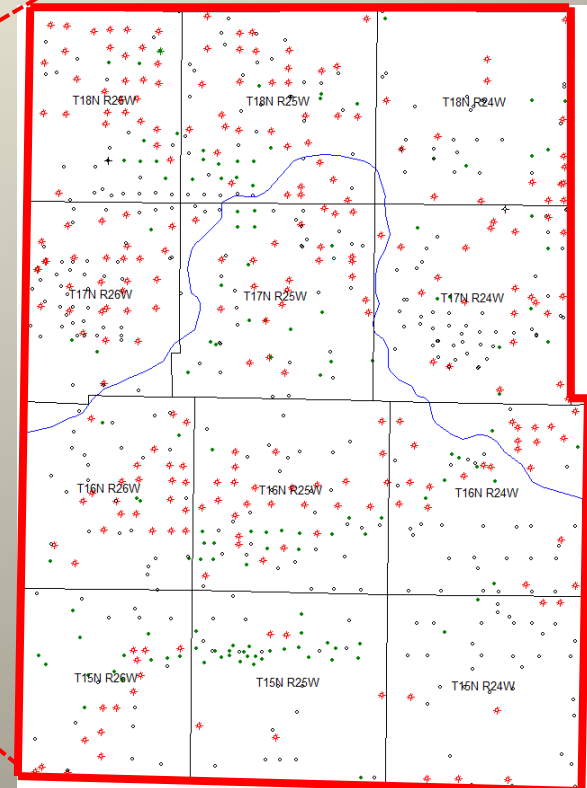 T18N R26W
T18N R25W
T18N R24W
T17N R26W
T17N R25W
T17N R24W
T16N R26W
T16N R25W
T16N R24W
T15N R26W
T15N R25W
T15N R24W